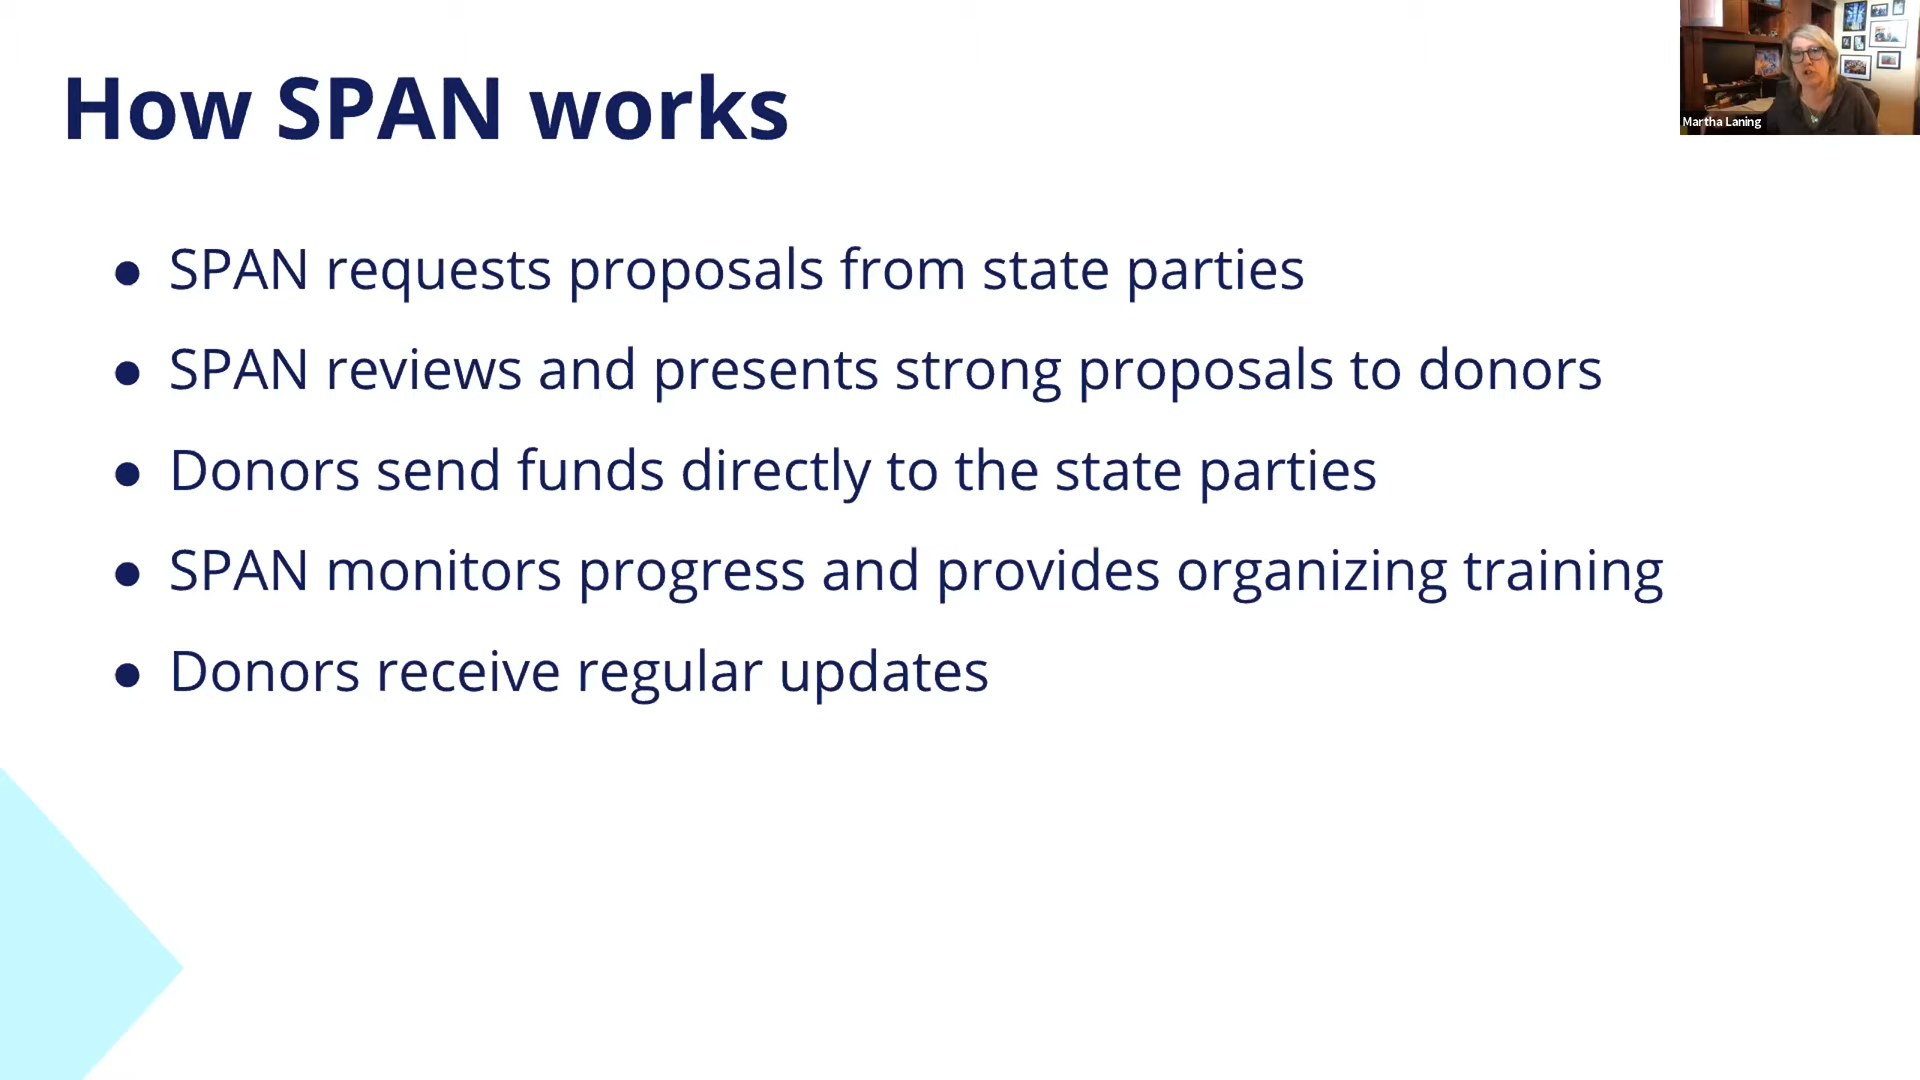 How SPAN works
Martha Laning
● SPAN requests proposals from state parties
● SPAN reviews and presents strong proposals to donors
● Donors send funds directly to the state parties
● SPAN monitors progress and provides organizing training
● Donors receive regular updates